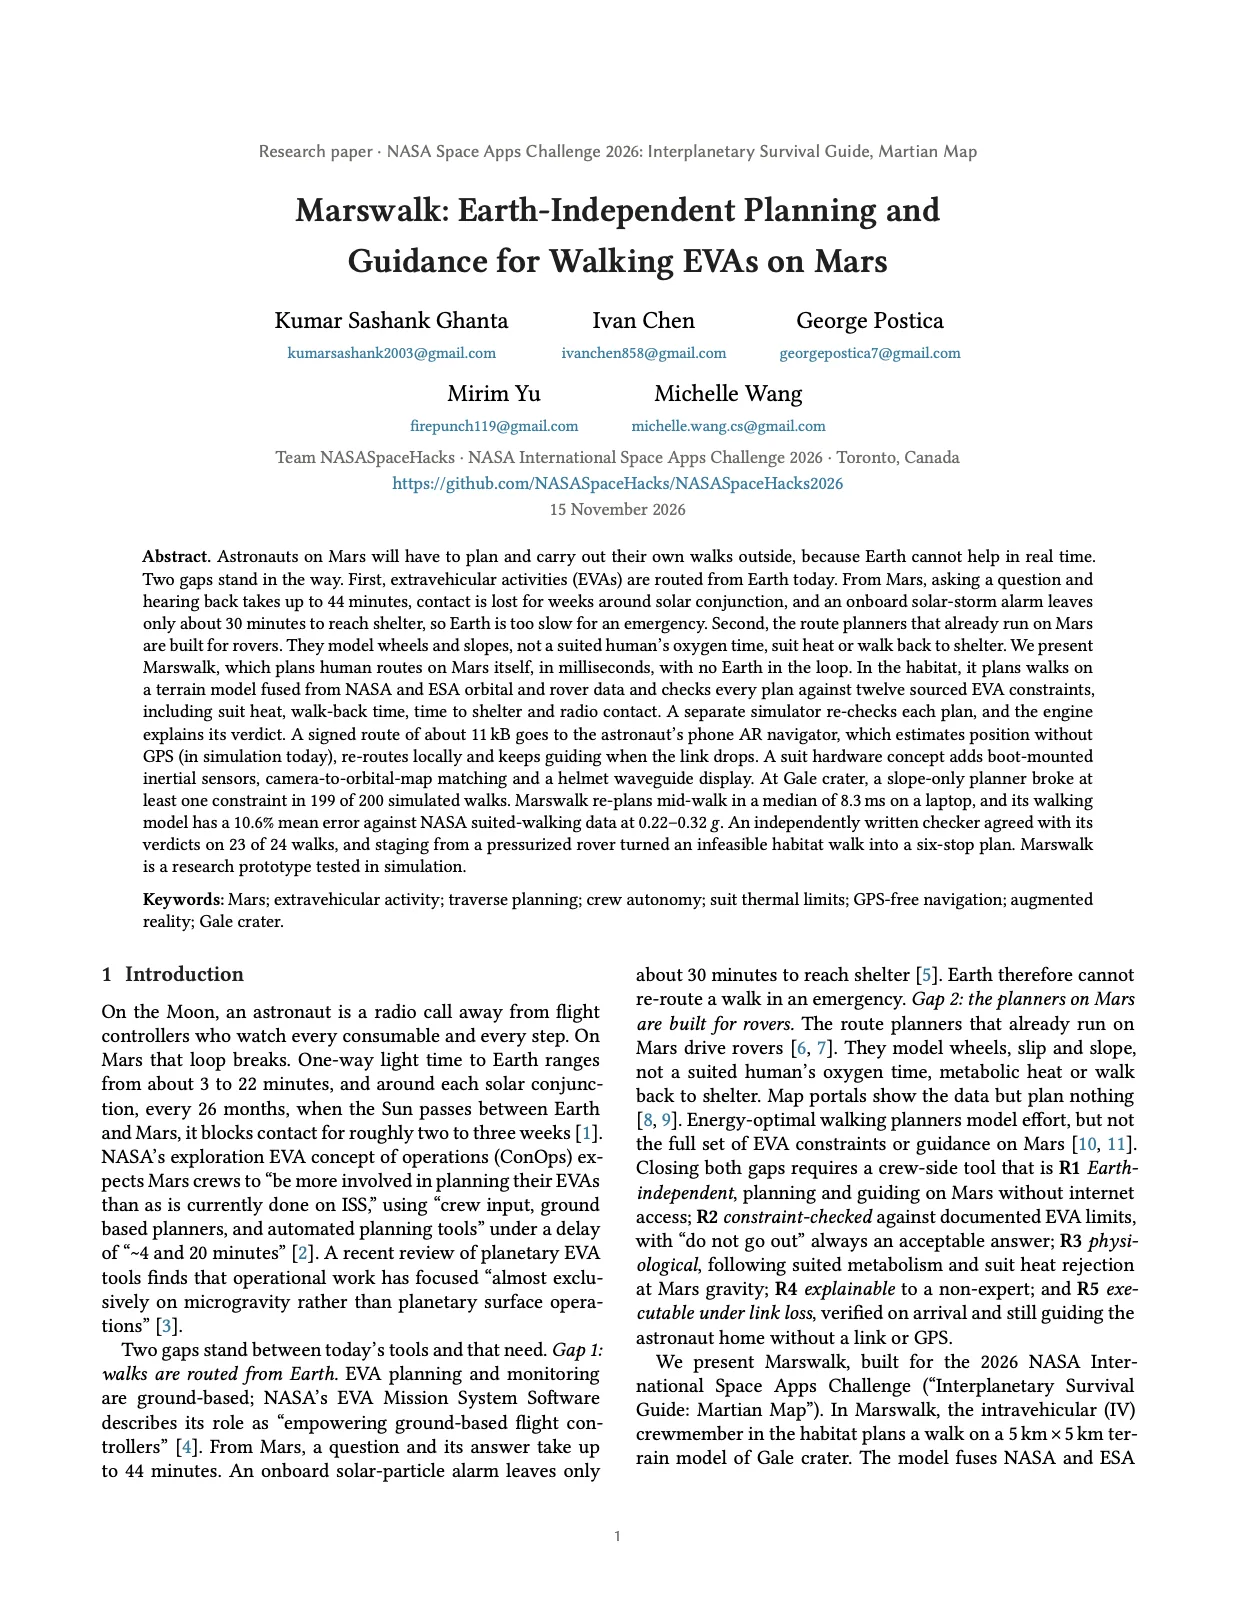 Research paper · NASA Space Apps Challenge 2026: Interplanetary Survival Guide, Martian Map
Marswalk: Earth-Independent Planning and
Guidance for Walking EVAs on Mars
Kumar Sashank Ghanta Ivan Chen George Postica
kumarsashank2003@gmail.com ivanchen858@gmail.com georgepostica7@gmail.com
Mirim Yu Michelle Wang
firepunch119@gmail.com michelle.wang.cs@gmail.com
Team NASASpaceHacks · NASA International Space Apps Challenge 2026 · Toronto, Canada
https://github.com/NASASpaceHacks/NASASpaceHacks2026
15 November 2026
Abstract. Astronauts on Mars will have to plan and carry out their own walks outside, because Earth cannot help in real time.
Two gaps stand in the way. First, extravehicular activities (EVAs) are routed from Earth today. From Mars, asking a question and
hearing back takes up to 44 minutes, contact is lost for weeks around solar conjunction, and an onboard solar-storm alarm leaves
only about 30 minutes to reach shelter, so Earth is too slow for an emergency. Second, the route planners that already run on Mars
are built for rovers. They model wheels and slopes, not a suited human's oxygen time, suit heat or walk back to shelter. We present
Marswalk, which plans human routes on Mars itself, in milliseconds, with no Earth in the loop. In the habitat, it plans walks on
a terrain model fused from NASA and ESA orbital and rover data and checks every plan against twelve sourced EVA constraints,
including suit heat, walk-back time, time to shelter and radio contact. A separate simulator re-checks each plan, and the engine
explains its verdict. A signed route of about 11 kB goes to the astronaut's phone AR navigator, which estimates position without
GPS (in simulation today), re-routes locally and keeps guiding when the link drops. A suit hardware concept adds boot-mounted
inertial sensors, camera-to-orbital-map matching and a helmet waveguide display. At Gale crater, a slope-only planner broke at
least one constraint in 199 of 200 simulated walks. Marswalk re-plans mid-walk in a median of 8.3 ms on a laptop, and its walking
model has a 10.6% mean error against NASA suited-walking data at 0.22–0.32 g. An independently written checker agreed with its
verdicts on 23 of 24 walks, and staging from a pressurized rover turned an infeasible habitat walk into a six-stop plan. Marswalk
is a research prototype tested in simulation.
Keywords: Mars; extravehicular activity; traverse planning; crew autonomy; suit thermal limits; GPS-free navigation; augmented
reality; Gale crater.
1 Introduction
On the Moon, an astronaut is a radio call away from flight
controllers who watch every consumable and every step. On
Mars that loop breaks. One-way light time to Earth ranges
from about 3 to 22 minutes, and around each solar conjunc-
tion, every 26 months, when the Sun passes between Earth
and Mars, it blocks contact for roughly two to three weeks [1].
NASA's exploration EVA concept of operations (ConOps) ex-
pects Mars crews to “be more involved in planning their EVAs
than as is currently done on ISS,” using “crew input, ground
based planners, and automated planning tools” under a delay
of “~4 and 20 minutes” [2]. A recent review of planetary EVA
tools finds that operational work has focused “almost exclu-
sively on microgravity rather than planetary surface opera-
tions” [3].
Two gaps stand between today's tools and that need. Gap 1:
walks are routed from Earth. EVA planning and monitoring
are ground-based; NASA's EVA Mission System Software
describes its role as “empowering ground-based flight con-
trollers” [4]. From Mars, a question and its answer take up
to 44 minutes. An onboard solar-particle alarm leaves only
about 30 minutes to reach shelter [5]. Earth therefore cannot
re-route a walk in an emergency. Gap 2: the planners on Mars
are built for rovers. The route planners that already run on
Mars drive rovers [6, 7]. They model wheels, slip and slope,
not a suited human's oxygen time, metabolic heat or walk
back to shelter. Map portals show the data but plan nothing
[8, 9]. Energy-optimal walking planners model effort, but not
the full set of EVA constraints or guidance on Mars [10, 11].
Closing both gaps requires a crew-side tool that is R1 Earth-
independent, planning and guiding on Mars without internet
access; R2 constraint-checked against documented EVA limits,
with “do not go out” always an acceptable answer; R3 physi-
ological, following suited metabolism and suit heat rejection
at Mars gravity; R4 explainable to a non-expert; and R5 exe-
cutable under link loss, verified on arrival and still guiding the
astronaut home without a link or GPS.
We present Marswalk, built for the 2026 NASA Inter-
national Space Apps Challenge (“Interplanetary Survival
Guide: Martian Map”). In Marswalk, the intravehicular (IV)
crewmember in the habitat plans a walk on a 5 km × 5 km ter-
rain model of Gale crater. The model fuses NASA and ESA
1